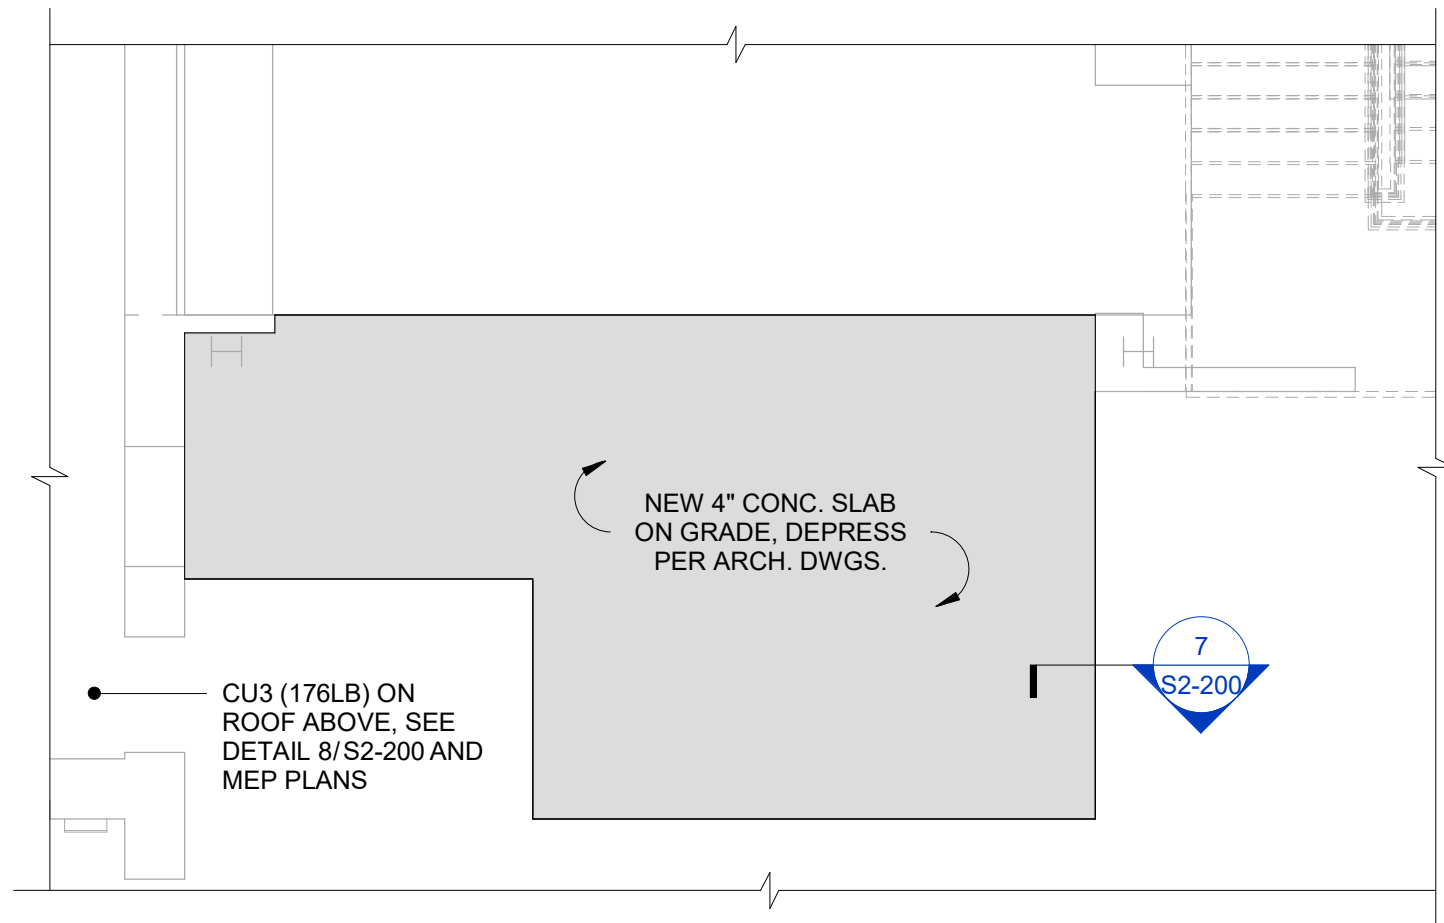 NEW 4" CONC. SLAB
ON GRADE, DEPRESS
PER ARCH. DWGS.
7
S2-200
CU3 (176LB) ON
ROOF ABOVE, SEE
DETAIL 8/S2-200 AND
MEP PLANS